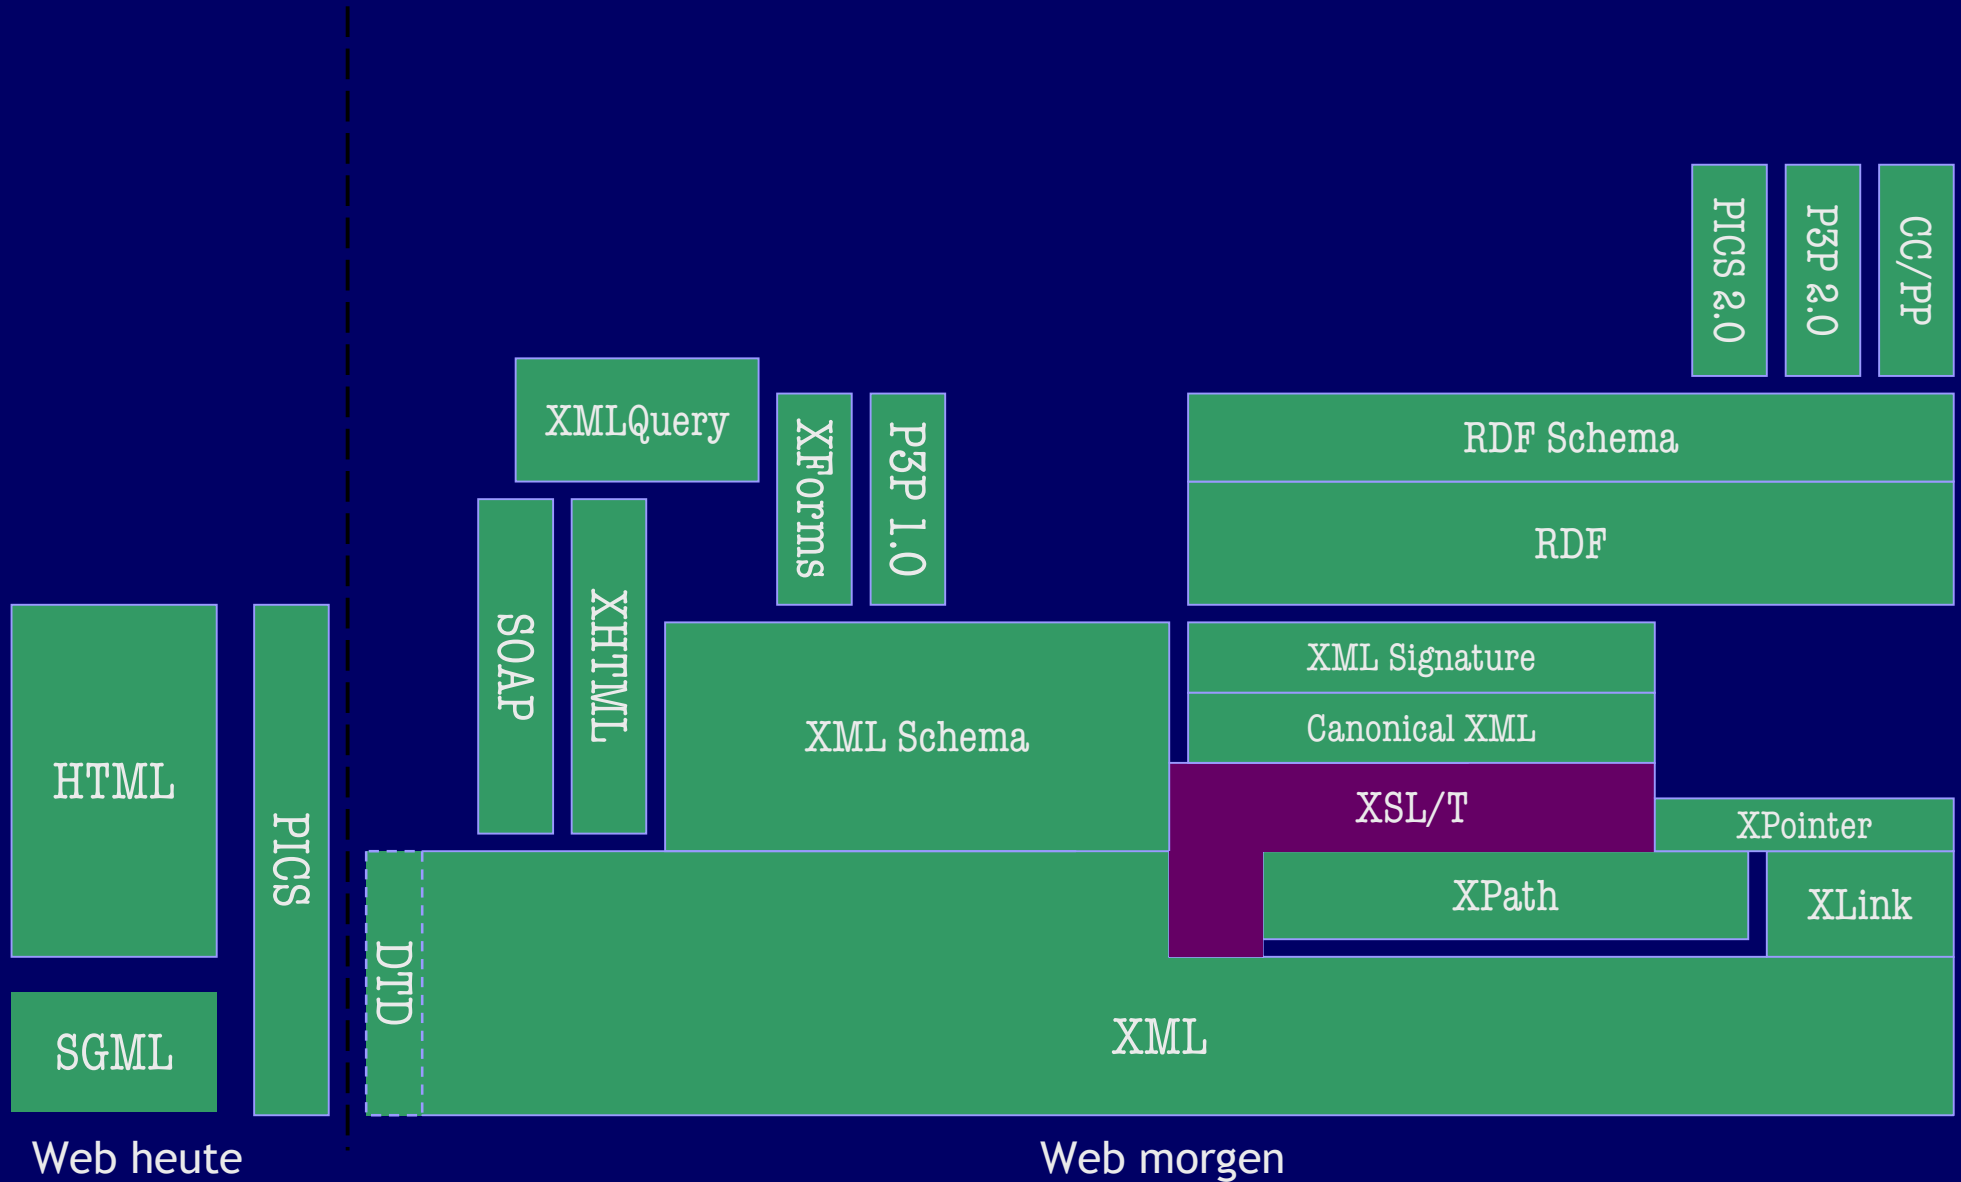 PICS 2.0
P3P 2.0
CC/PP
XMLQuery
XForms
P3P 1.0
RDF Schema
RDF
SOAP
XHTML
XML Schema
XML Signature
Canonical XML
HTML
PICS
XSL/T
XPointer
XPath
XLink
DTD
SGML
XML
Web heute
Web morgen